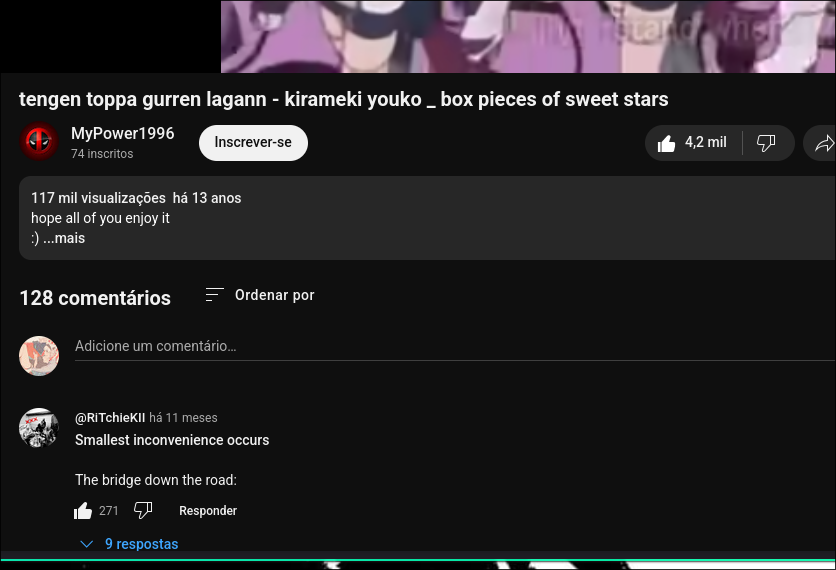 tengen toppa gurren lagann - kirameki youko _ box pieces of sweet stars
MyPower1996
74 inscritos
Inscrever-se
4,2 mil
117 mil visualizações há 13 anos
hope all of you enjoy it
:) ...mais
128 comentários
Ordenar por
Adicione um comentário...
@RiTchieKII há 11 meses
Smallest inconvenience occurs
The bridge down the road:
271
Responder
9 respostas